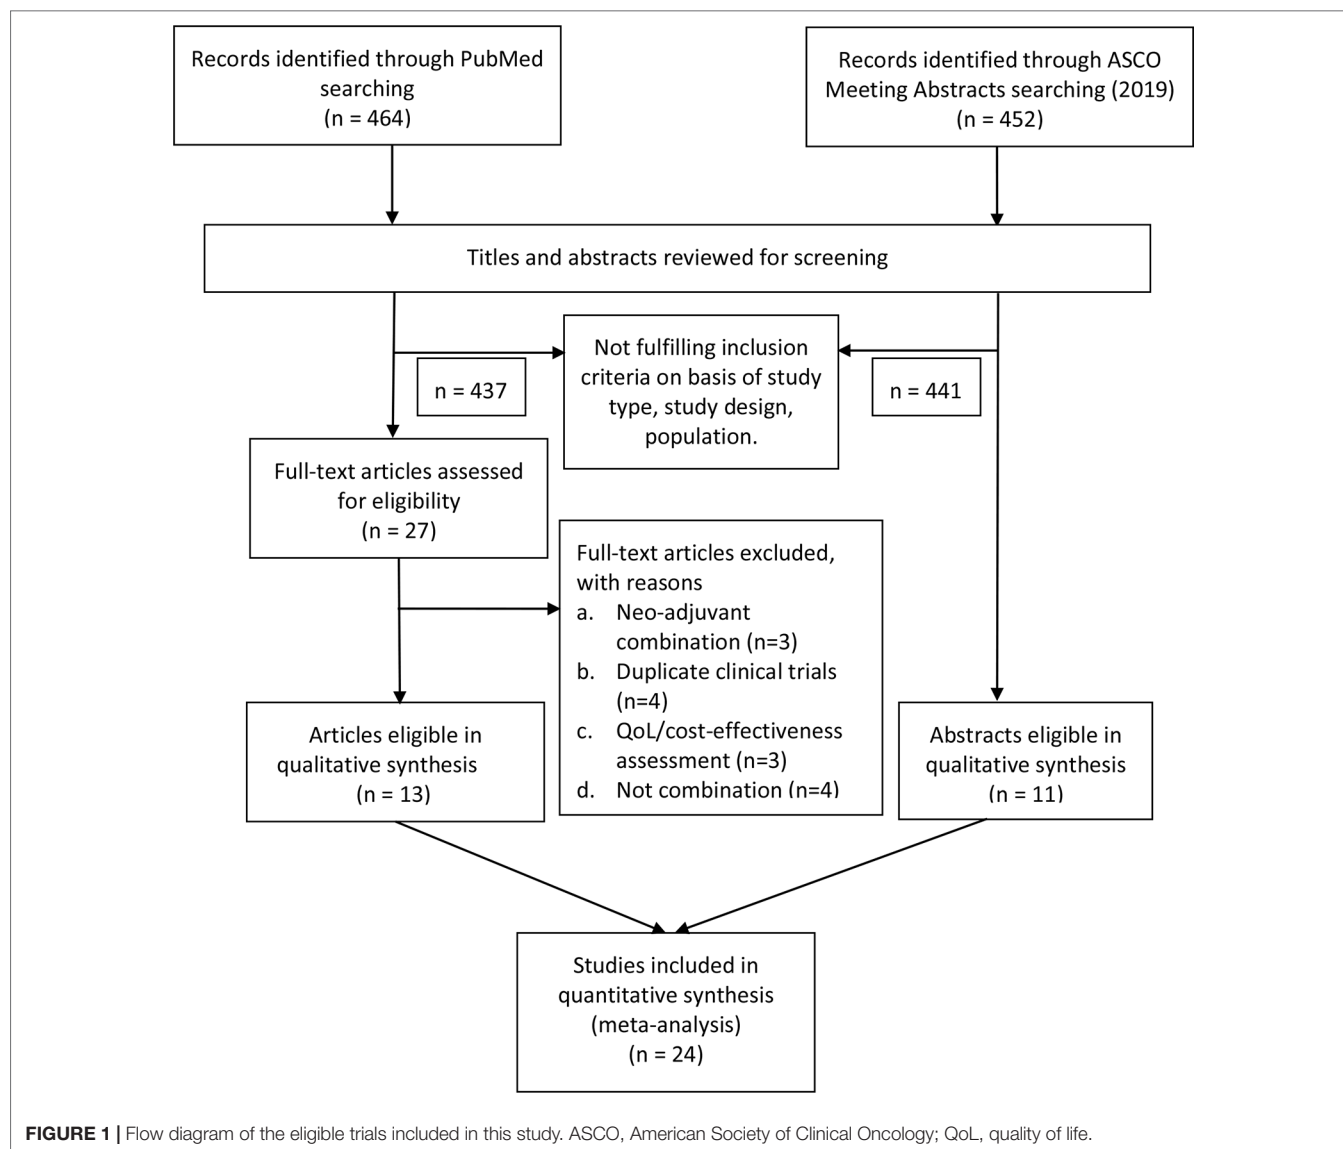 Records identified through PubMed
searching
(n = 464)
Records identified through ASCO
Meeting Abstracts searching (2019)
(n = 452)
Titles and abstracts reviewed for screening
Not fulfilling inclusion
criteria on basis of study
type, study design,
population.
n = 437
n = 441
Full-text articles assessed
for eligibility
(n = 27)
Full-text articles excluded,
with reasons
a. Neo-adjuvant
combination (n=3)
b. Duplicate clinical trials
(n=4)
c. QoL/cost-effectiveness
assessment (n=3)
d. Not combination (n=4)
Articles eligible in
qualitative synthesis
(n = 13)
Abstracts eligible in
qualitative synthesis
(n = 11)
Studies included in
quantitative synthesis
(meta-analysis)
(n = 24)
FIGURE 1 | Flow diagram of the eligible trials included in this study. ASCO, American Society of Clinical Oncology; QoL, quality of life.